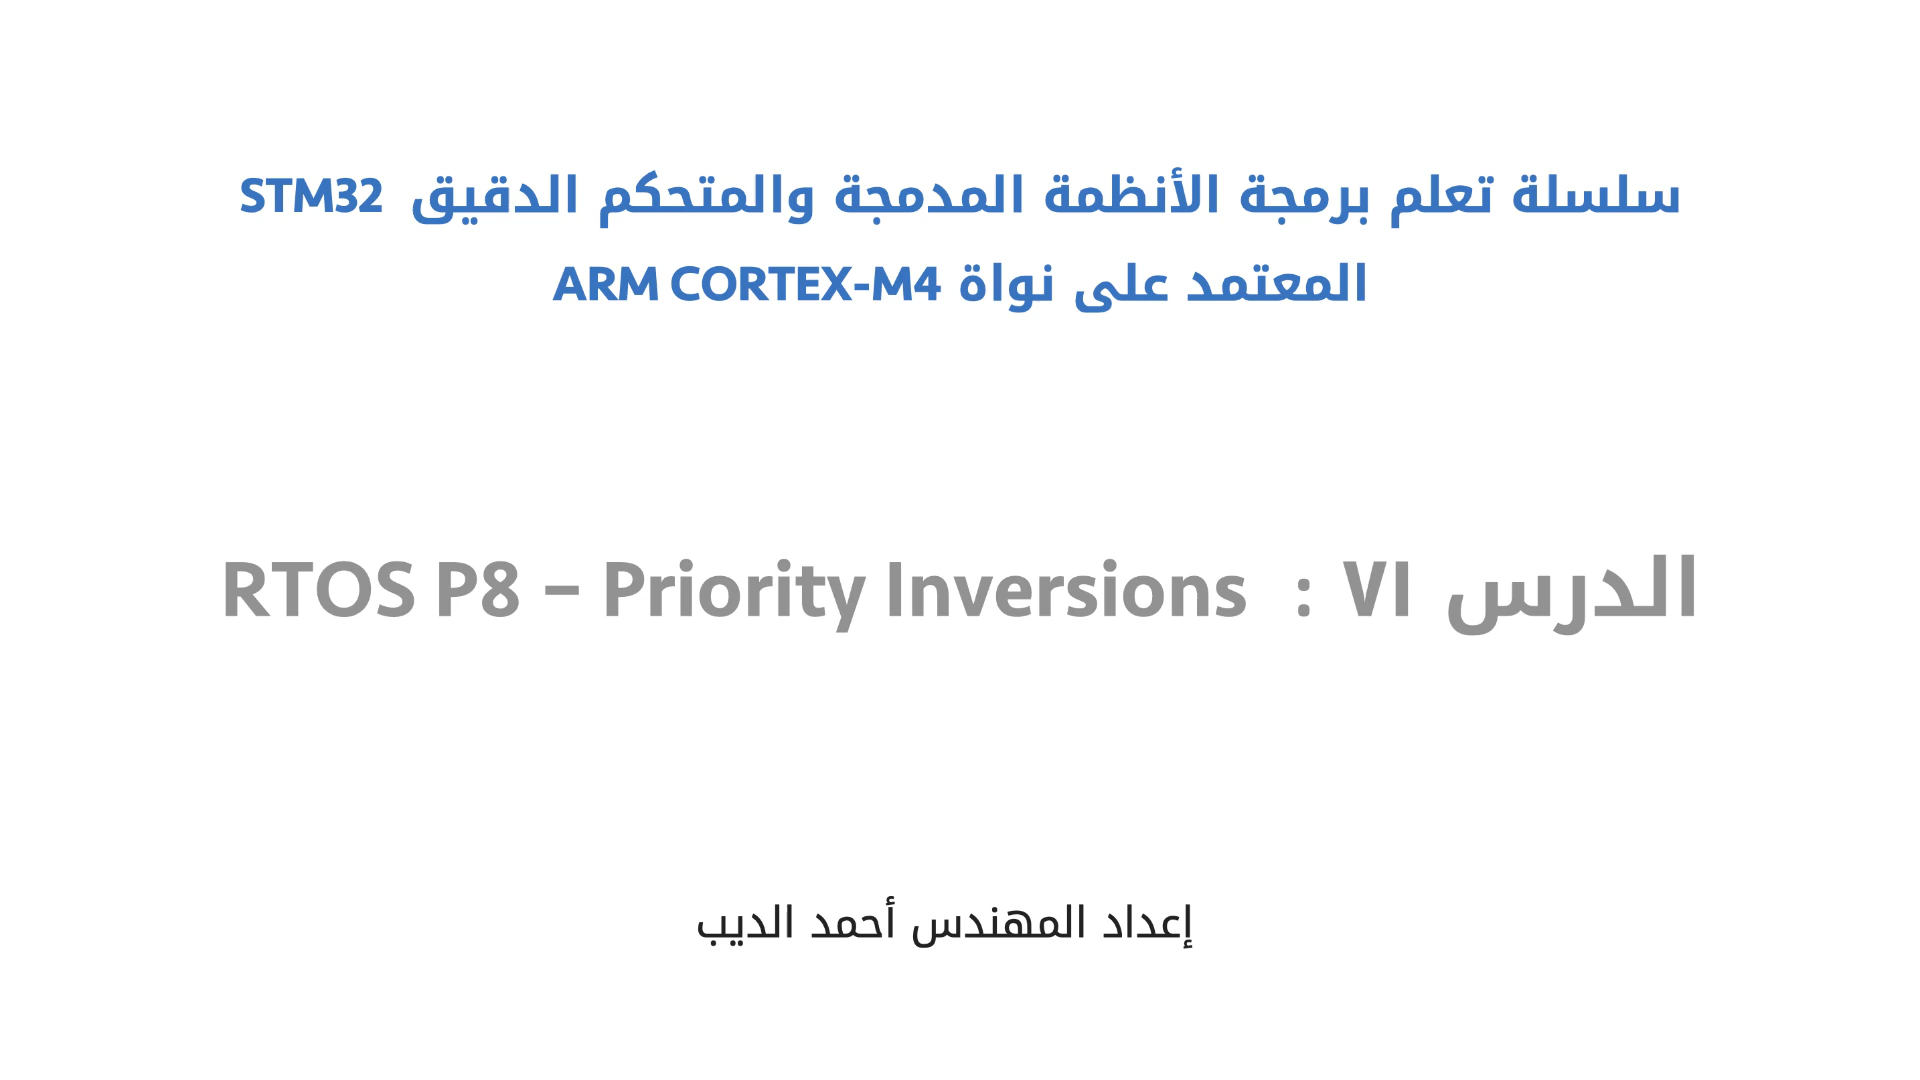 سلسلة تعلم برمجة الأنظمة المدمجة والمتحكم الدقيق STM32
المعتمد على نواة ARM CORTEX-M4
الدرس ٧١ : RTOS P8 – Priority Inversions
إعداد المهندس أحمد الديب